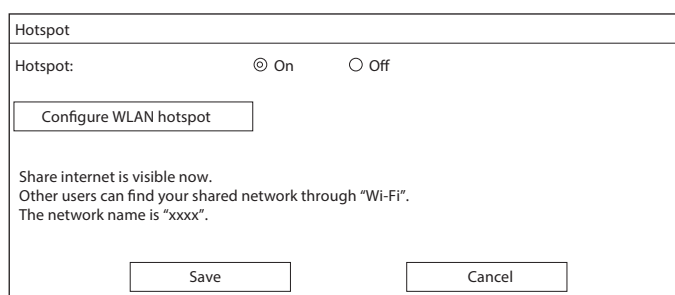 Hotspot
Hotspot: On Off
Configure WLAN hotspot
Share internet is visible now.
Other users can find your shared network through “Wi-Fi”.
The network name is “xxxx”.
Save Cancel